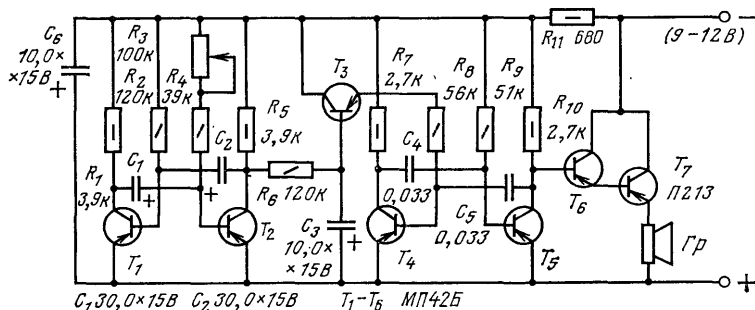 C6
10,0×
×15В
+
R3
100к
R2
120к
R4
39к
R1
3,9к
C1
+
+
C2
R5
3,9к
R6 120к
T1
T2
T3
C3
10,0×
×15В
+
R7
2,7к
R8
56к
R9
51к
C4
0,033
C5
0,033
T4
T5
R10
2,7к
R11 680
(9–12В)
–
T6
T7
П213
Гр
+
C1 30,0×15В
C2 30,0×15В
T1–T6 МП42Б